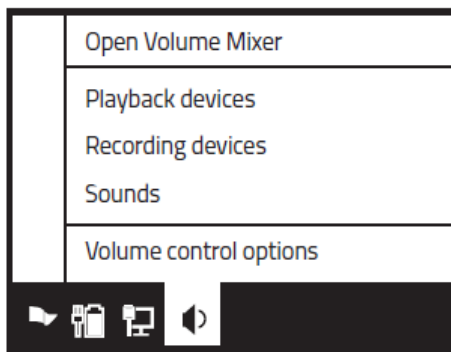 Open Volume Mixer
Playback devices
Recording devices
Sounds
Volume control options